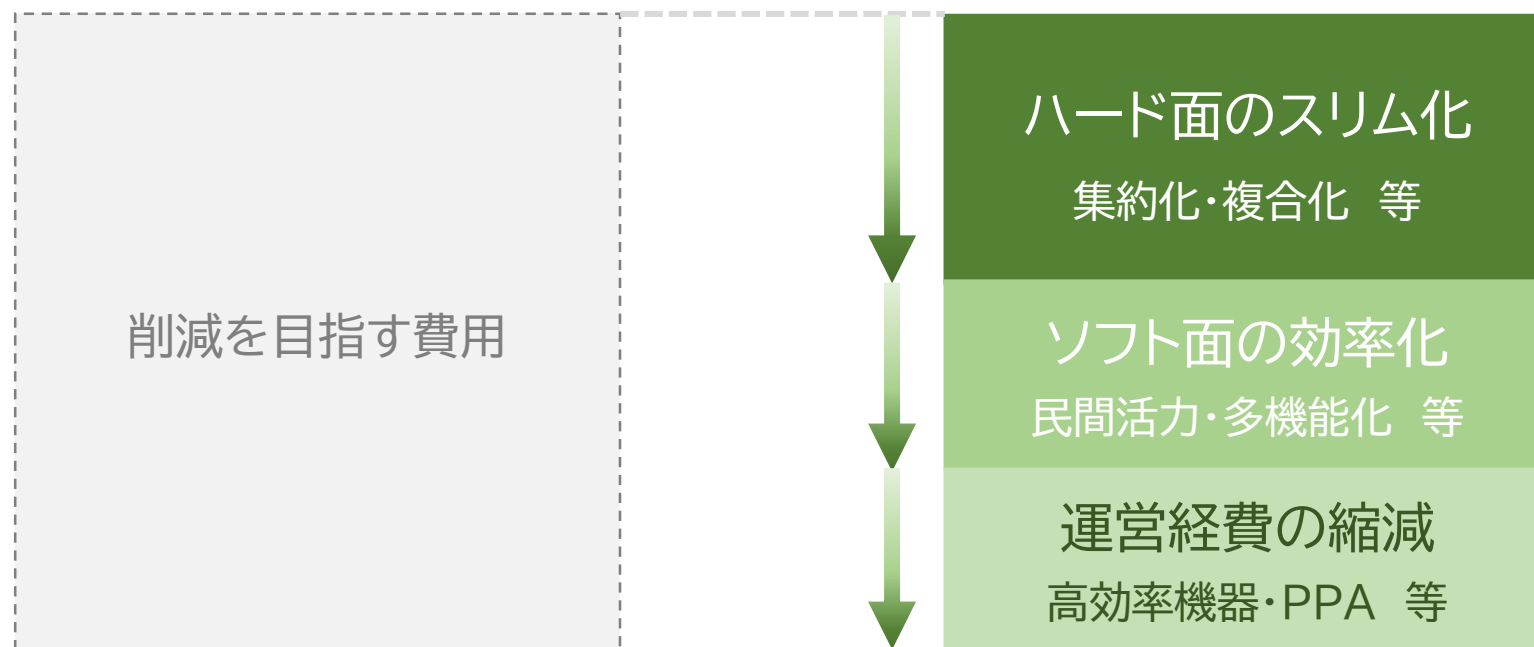 削減を目指す費用
ハード面のスリム化
集約化・複合化 等
ソフト面の効率化
民間活力・多機能化 等
運営経費の縮減
高効率機器・PPA 等